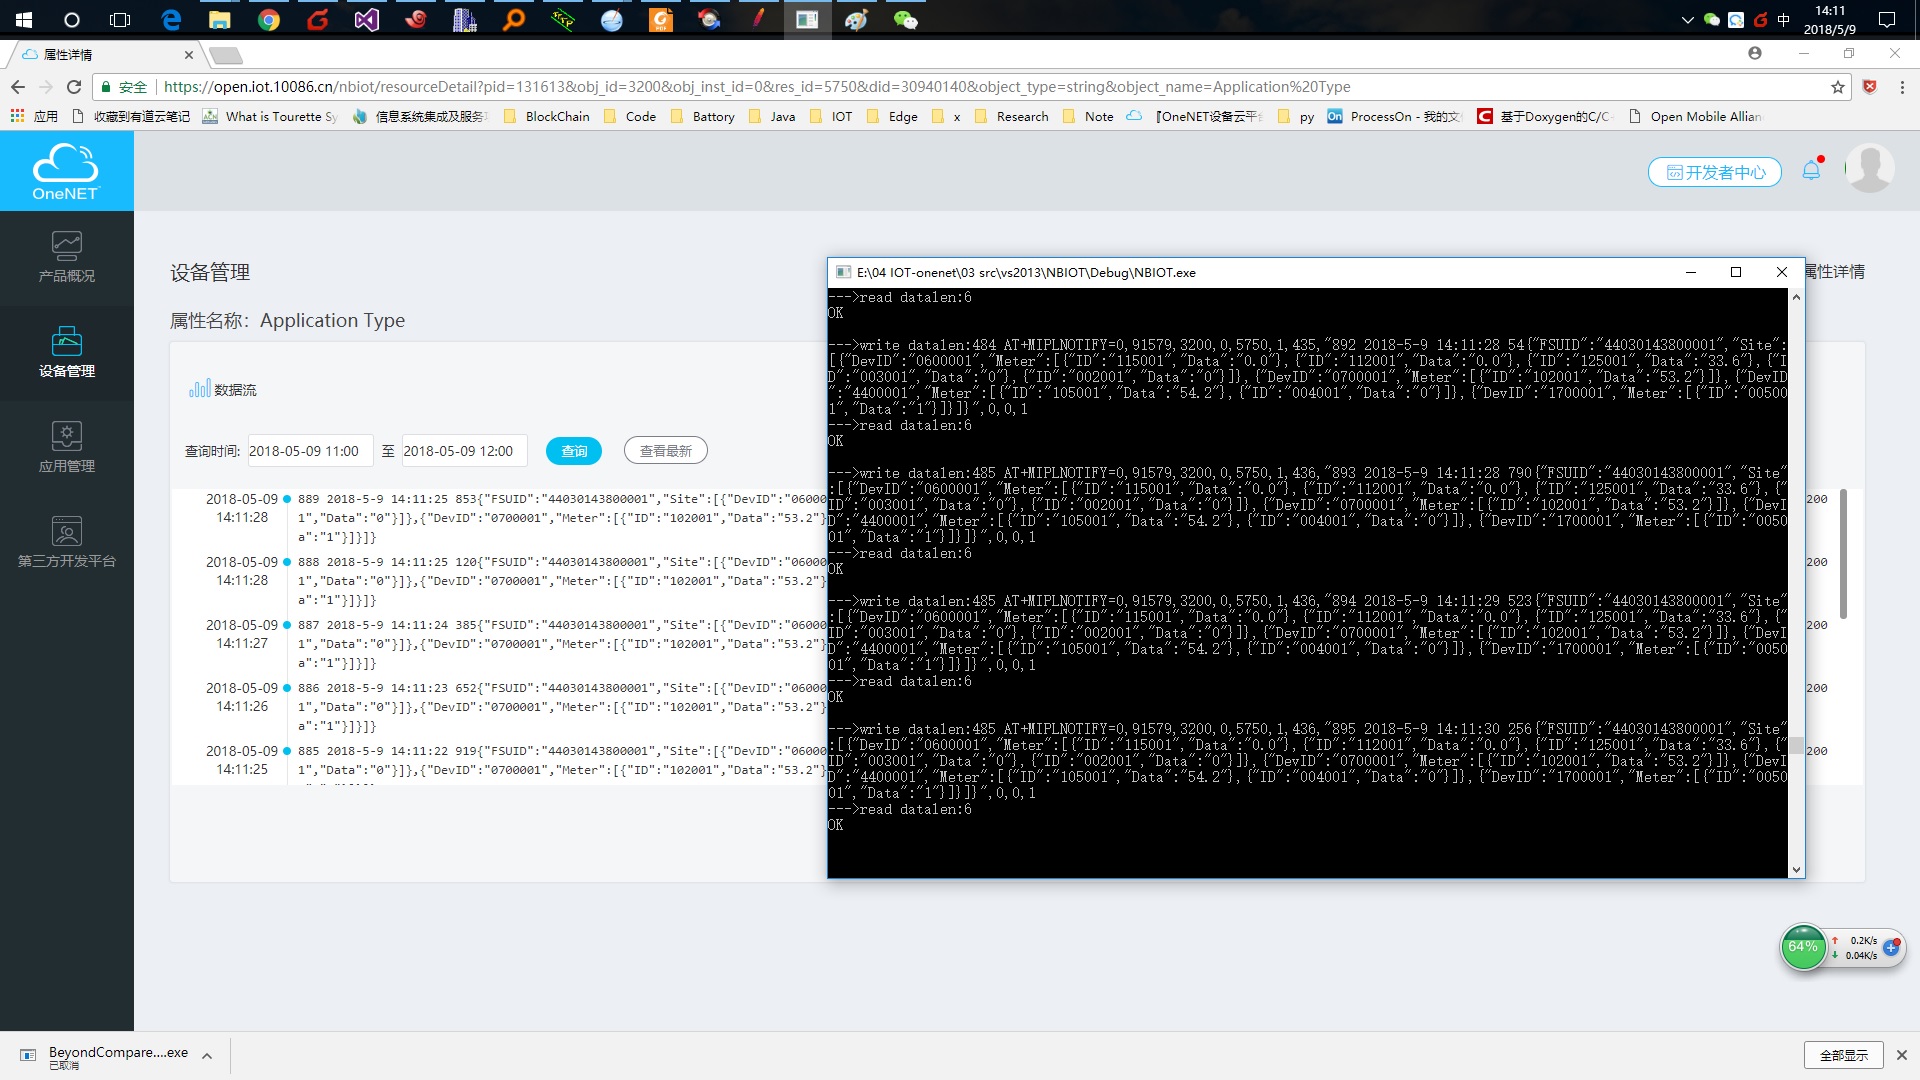 14:11
2018/5/9
中
属性详情
安全
https://open.iot.10086.cn/nbiot/resourceDetail?pid=131613&obj_id=3200&obj_inst_id=0&res_id=5750&did=30940140&object_type=string&object_name=Application%20Type
应用 收藏到有道云笔记 What is Tourette Sy 信息系统集成及服务 BlockChain Code Battory Java IOT Edge x Research Note 『OneNET设备云平台 py ProcessOn - 我的文 基于Doxygen的C/C- Open Mobile Allian
OneNET
开发者中心
产品概况
设备管理
应用管理
第三方开发平台
设备管理
属性详情
属性名称: Application Type
数据流
查询时间: 2018-05-09 11:00 至 2018-05-09 12:00 查询 查看最新
2018-05-09 889 2018-5-9 14:11:25 853{"FSUID":"44030143800001","Site":[{"DevID":"06000 200
14:11:28 1","Data":"0"}]},{"DevID":"0700001","Meter":[{"ID":"102001","Data":"53.2"}
a":"1"}]}]}
2018-05-09 888 2018-5-9 14:11:25 120{"FSUID":"44030143800001","Site":[{"DevID":"06000 200
14:11:28 1","Data":"0"}]},{"DevID":"0700001","Meter":[{"ID":"102001","Data":"53.2"}
a":"1"}]}]}
2018-05-09 887 2018-5-9 14:11:24 385{"FSUID":"44030143800001","Site":[{"DevID":"06000 200
14:11:27 1","Data":"0"}]},{"DevID":"0700001","Meter":[{"ID":"102001","Data":"53.2"}
a":"1"}]}]}
2018-05-09 886 2018-5-9 14:11:23 652{"FSUID":"44030143800001","Site":[{"DevID":"06000 200
14:11:26 1","Data":"0"}]},{"DevID":"0700001","Meter":[{"ID":"102001","Data":"53.2"}
a":"1"}]}]}
2018-05-09 885 2018-5-9 14:11:22 919{"FSUID":"44030143800001","Site":[{"DevID":"06000 200
14:11:25 1","Data":"0"}]},{"DevID":"0700001","Meter":[{"ID":"102001","Data":"53.2"}
E:\04 IOT-onenet\03 src\vs2013\NBIOT\Debug\NBIOT.exe
--->read datalen:6
OK
--->write datalen:484 AT+MIPLNOTIFY=0,91579,3200,0,5750,1,435,"892 2018-5-9 14:11:28 54{"FSUID":"44030143800001","Site":
[{"DevID":"0600001","Meter":[{"ID":"115001","Data":"0.0"},{"ID":"112001","Data":"0.0"},{"ID":"125001","Data":"33.6"},{"I
D":"003001","Data":"0"},{"ID":"002001","Data":"0"}]},{"DevID":"0700001","Meter":[{"ID":"102001","Data":"53.2"}]},{"DevID
":"4400001","Meter":[{"ID":"105001","Data":"54.2"},{"ID":"004001","Data":"0"}]},{"DevID":"1700001","Meter":[{"ID":"00500
1","Data":"1"}]}]}",0,0,1
--->read datalen:6
OK
--->write datalen:485 AT+MIPLNOTIFY=0,91579,3200,0,5750,1,436,"893 2018-5-9 14:11:28 790{"FSUID":"44030143800001","Site"
:[{"DevID":"0600001","Meter":[{"ID":"115001","Data":"0.0"},{"ID":"112001","Data":"0.0"},{"ID":"125001","Data":"33.6"},{"
ID":"003001","Data":"0"},{"ID":"002001","Data":"0"}]},{"DevID":"0700001","Meter":[{"ID":"102001","Data":"53.2"}]},{"DevI
D":"4400001","Meter":[{"ID":"105001","Data":"54.2"},{"ID":"004001","Data":"0"}]},{"DevID":"1700001","Meter":[{"ID":"0050
01","Data":"1"}]}]}",0,0,1
--->read datalen:6
OK
--->write datalen:485 AT+MIPLNOTIFY=0,91579,3200,0,5750,1,436,"894 2018-5-9 14:11:29 523{"FSUID":"44030143800001","Site"
:[{"DevID":"0600001","Meter":[{"ID":"115001","Data":"0.0"},{"ID":"112001","Data":"0.0"},{"ID":"125001","Data":"33.6"},{"
ID":"003001","Data":"0"},{"ID":"002001","Data":"0"}]},{"DevID":"0700001","Meter":[{"ID":"102001","Data":"53.2"}]},{"DevI
D":"4400001","Meter":[{"ID":"105001","Data":"54.2"},{"ID":"004001","Data":"0"}]},{"DevID":"1700001","Meter":[{"ID":"0050
01","Data":"1"}]}]}",0,0,1
--->read datalen:6
OK
--->write datalen:485 AT+MIPLNOTIFY=0,91579,3200,0,5750,1,436,"895 2018-5-9 14:11:30 256{"FSUID":"44030143800001","Site"
:[{"DevID":"0600001","Meter":[{"ID":"115001","Data":"0.0"},{"ID":"112001","Data":"0.0"},{"ID":"125001","Data":"33.6"},{"
ID":"003001","Data":"0"},{"ID":"002001","Data":"0"}]},{"DevID":"0700001","Meter":[{"ID":"102001","Data":"53.2"}]},{"DevI
D":"4400001","Meter":[{"ID":"105001","Data":"54.2"},{"ID":"004001","Data":"0"}]},{"DevID":"1700001","Meter":[{"ID":"0050
01","Data":"1"}]}]}",0,0,1
--->read datalen:6
OK
64% 0.2K/s
0.04K/s
BeyondCompare....exe
已取消
全部显示